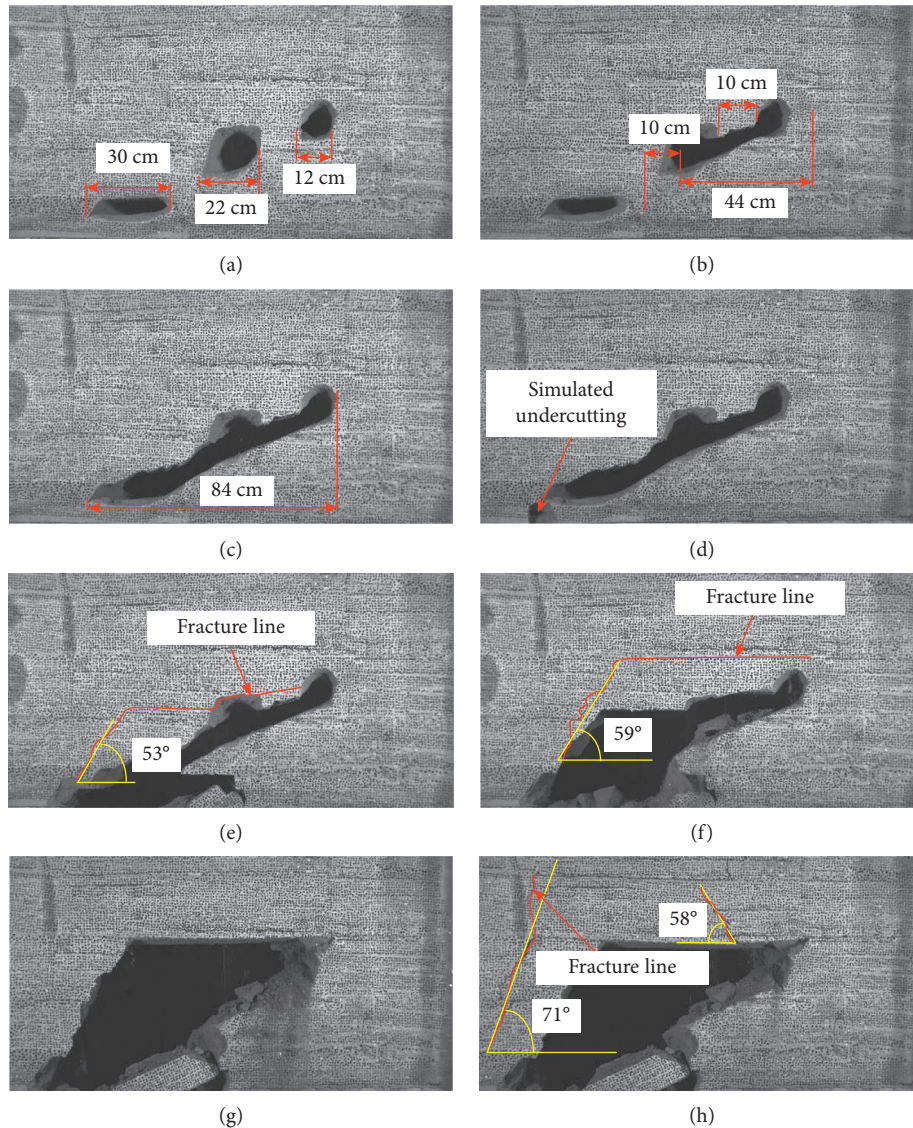 30 cm
22 cm
12 cm
(a)
10 cm
10 cm
44 cm
(b)
84 cm
(c)
Simulated
undercutting
(d)
Fracture line
53°
(e)
Fracture line
59°
(f)
(g)
58°
Fracture line
71°
(h)